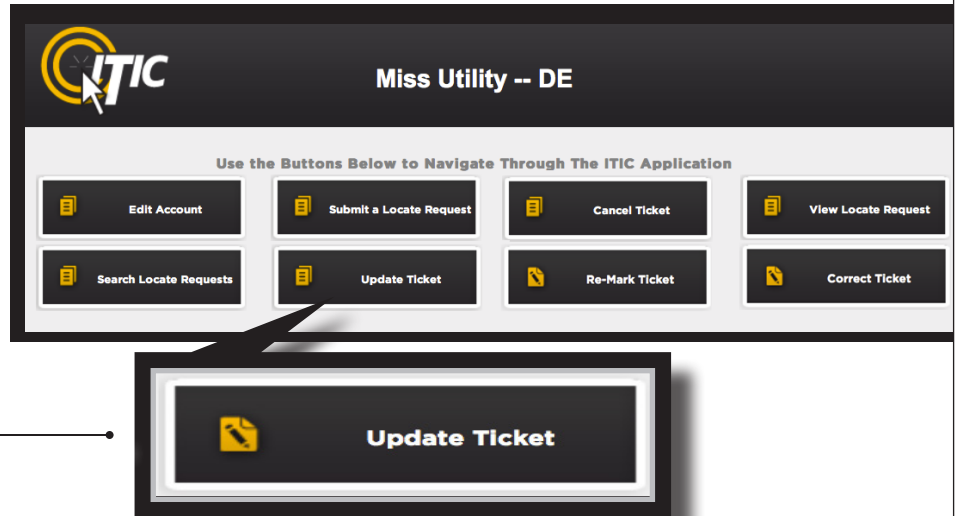 ITIC
Miss Utility -- DE
Use the Buttons Below to Navigate Through The ITIC Application
Edit Account
Submit a Locate Request
Cancel Ticket
View Locate Request
Search Locate Requests
Update Ticket
Re-Mark Ticket
Correct Ticket
Update Ticket